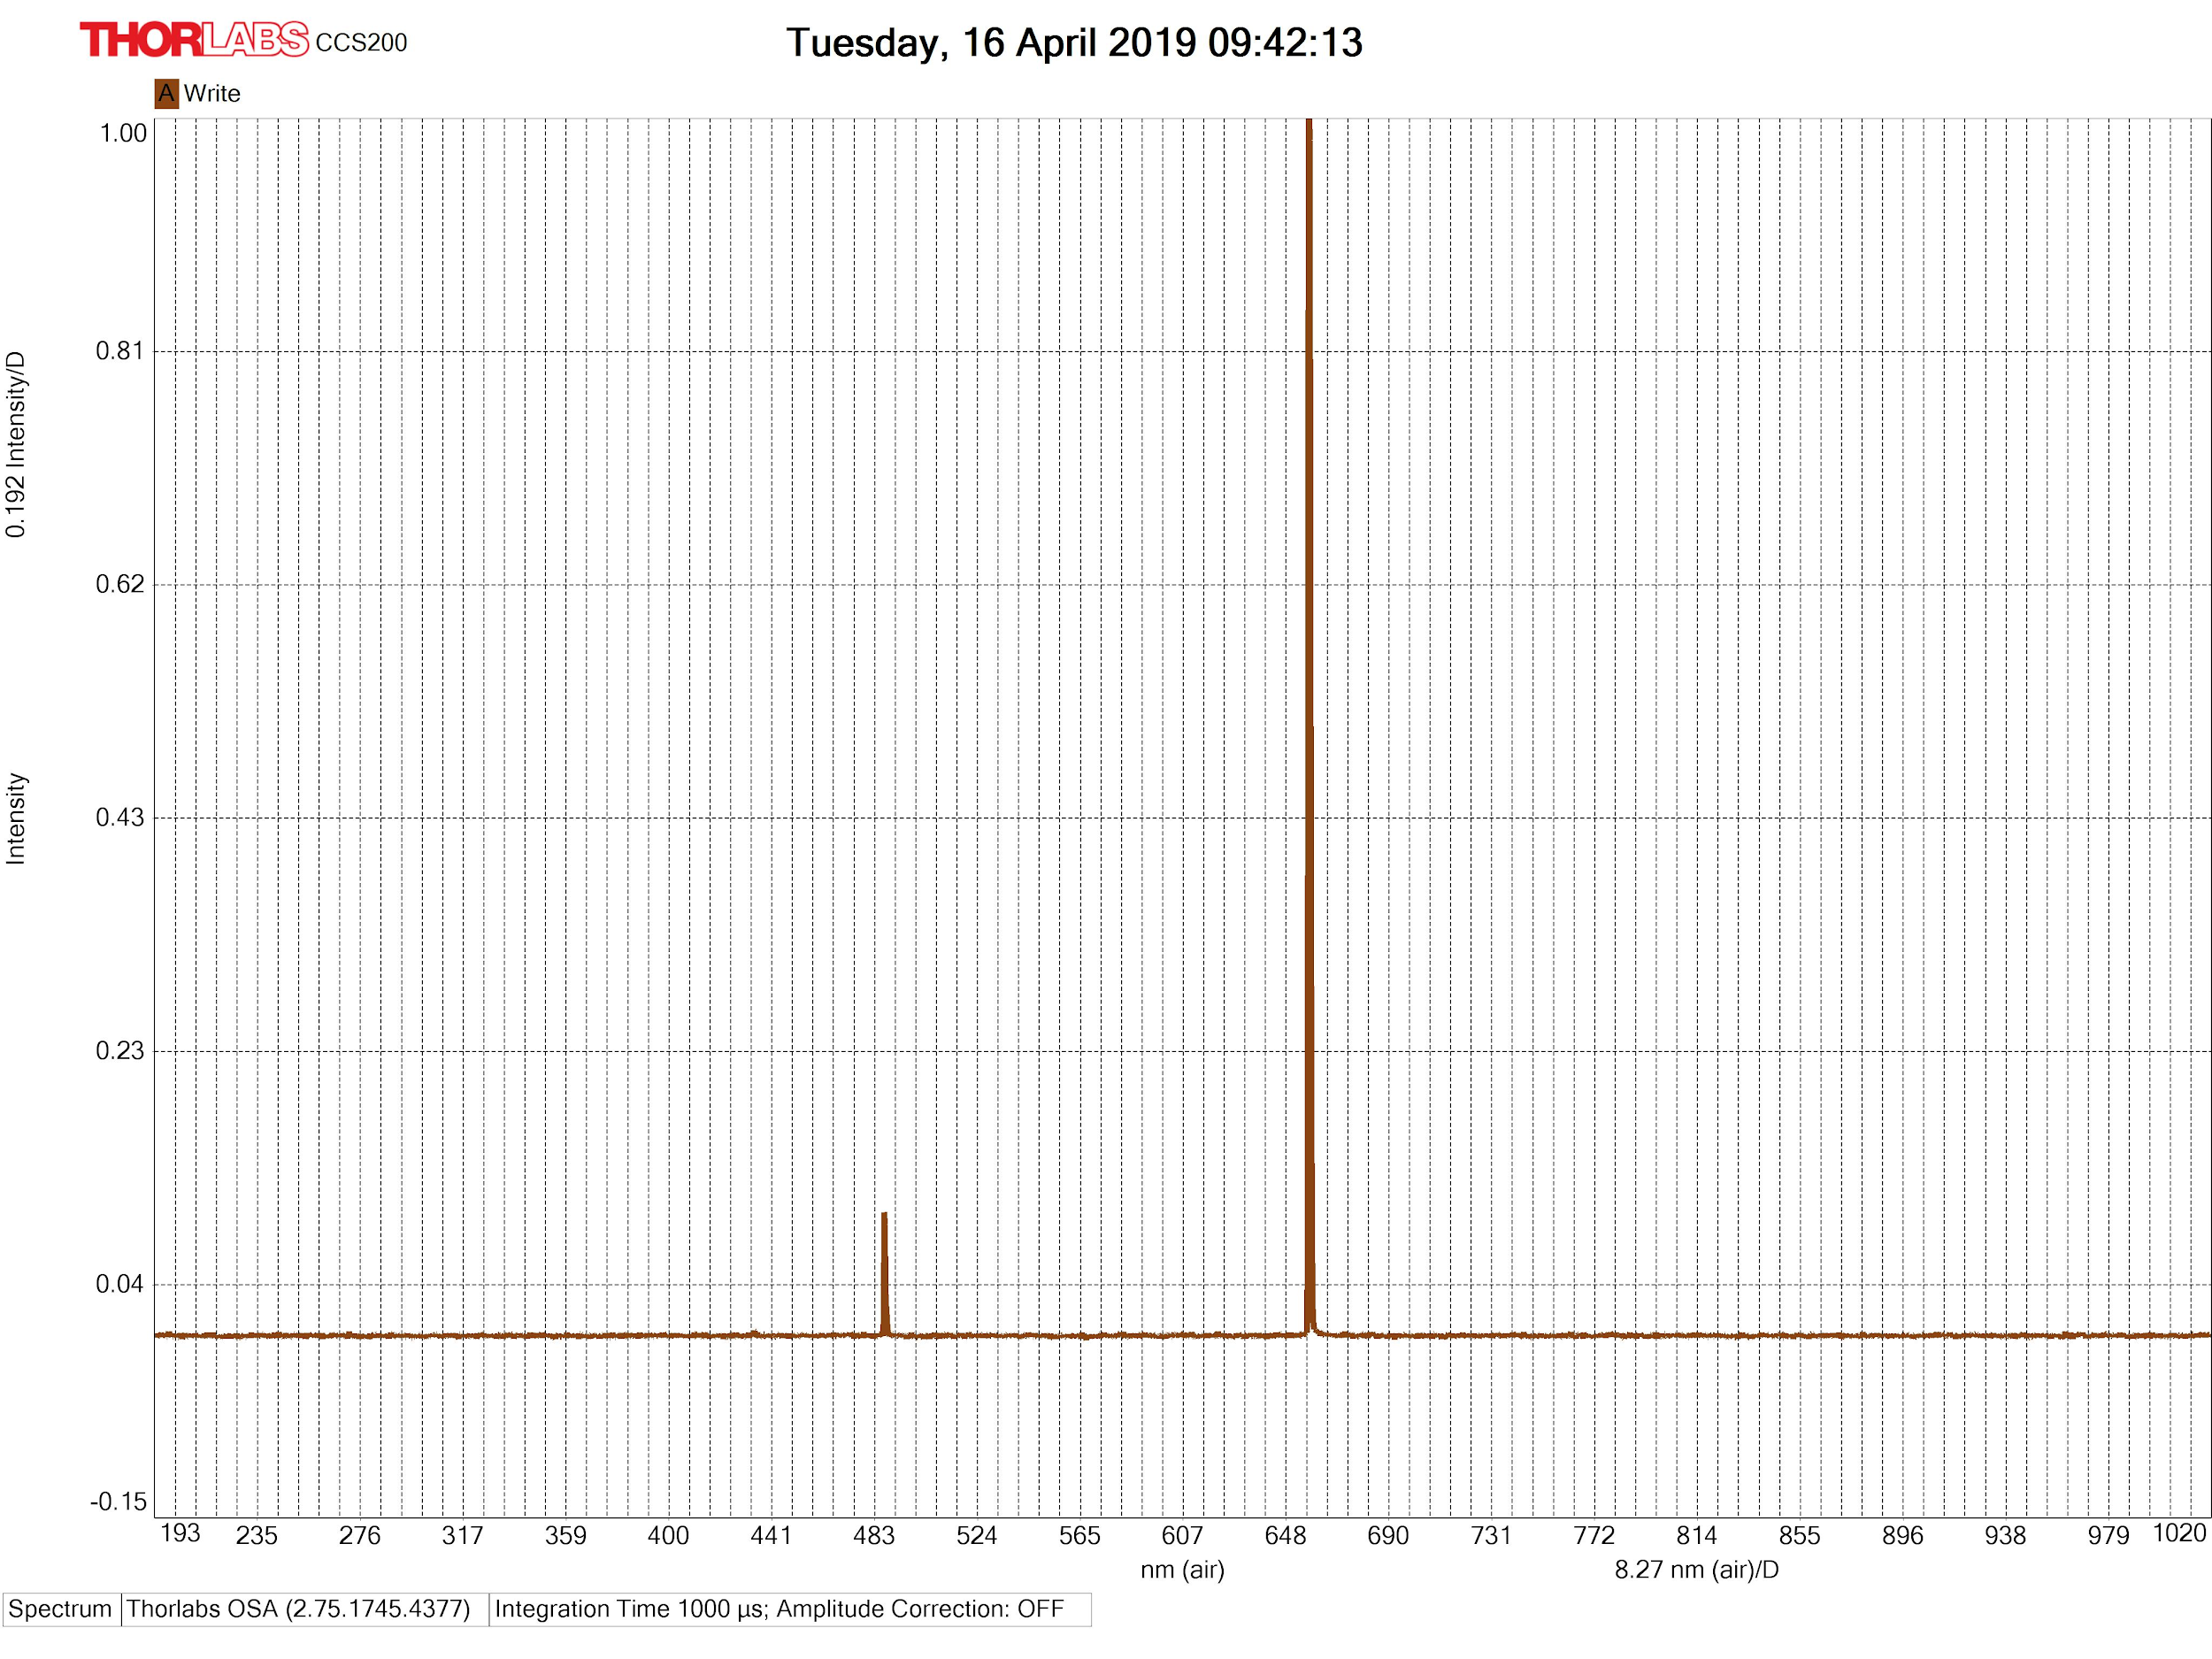 THORLABS CCS200
Tuesday, 16 April 2019 09:42:13
A Write
1.00
0.81
0.62
0.43
0.23
0.04
-0.15
0.192 Intensity/D
Intensity
193 235 276 317 359 400 441 483 524 565 607 648 690 731 772 814 855 896 938 979 1020
nm (air) 8.27 nm (air)/D
Spectrum Thorlabs OSA (2.75.1745.4377) Integration Time 1000 µs; Amplitude Correction: OFF